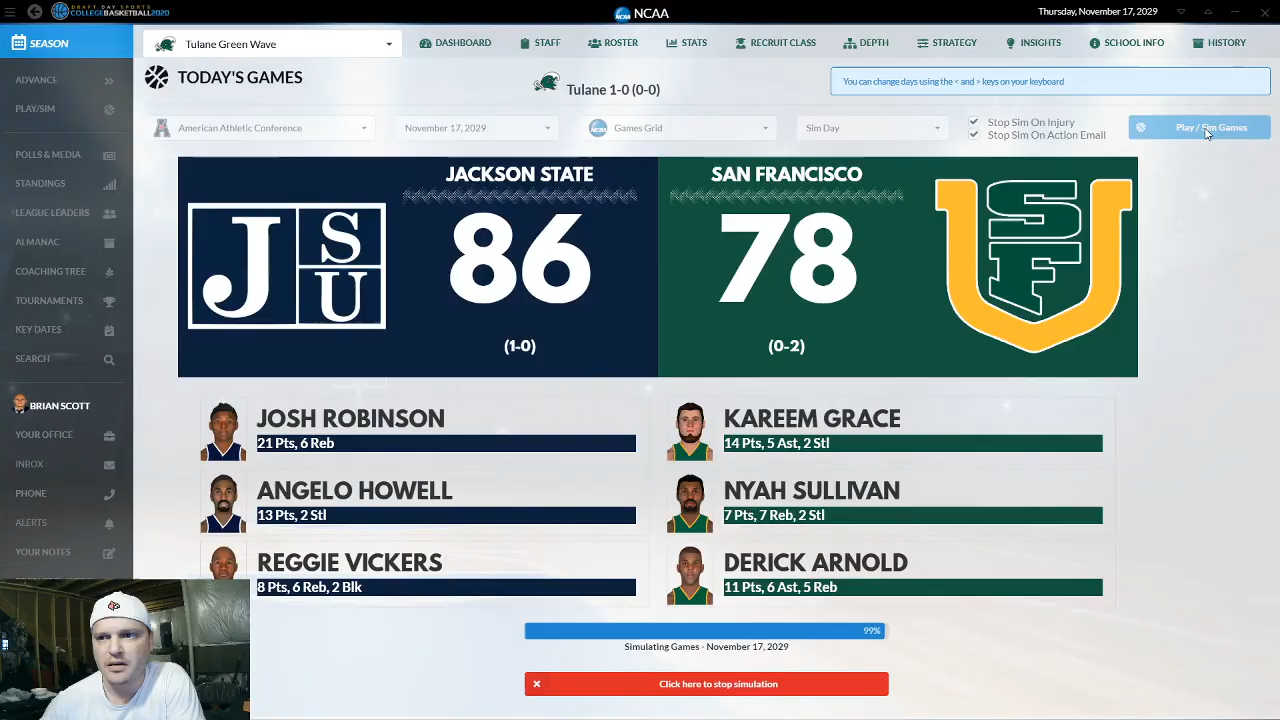 DRAFT DAY SPORTS
COLLEGEBASKETBALL2020
NCAA
Thursday, November 17, 2029
SEASON
Tulane Green Wave
DASHBOARD
STAFF
ROSTER
STATS
RECRUIT CLASS
DEPTH
STRATEGY
INSIGHTS
SCHOOL INFO
HISTORY
TODAY'S GAMES
Tulane 1-0 (0-0)
You can change days using the < and > keys on your keyboard
American Athletic Conference
November 17, 2029
Games Grid
Sim Day
Stop Sim On Injury
Stop Sim On Action Email
Play / Sim Games
ADVANCE
PLAY/SIM
POLLS & MEDIA
STANDINGS
LEAGUE LEADERS
ALMANAC
COACHING TREE
TOURNAMENTS
KEY DATES
SEARCH
BRIAN SCOTT
YOUR OFFICE
INBOX
PHONE
ALERTS
YOUR NOTES
JSU
JACKSON STATE
86
(1-0)
SAN FRANCISCO
78
(0-2)
SF
JOSH ROBINSON
21 Pts, 6 Reb
KAREEM GRACE
14 Pts, 5 Ast, 2 Stl
ANGELO HOWELL
13 Pts, 2 Stl
NYAH SULLIVAN
7 Pts, 7 Reb, 2 Stl
REGGIE VICKERS
8 Pts, 6 Reb, 2 Blk
DERICK ARNOLD
11 Pts, 6 Ast, 5 Reb
99%
Simulating Games - November 17, 2029
Click here to stop simulation